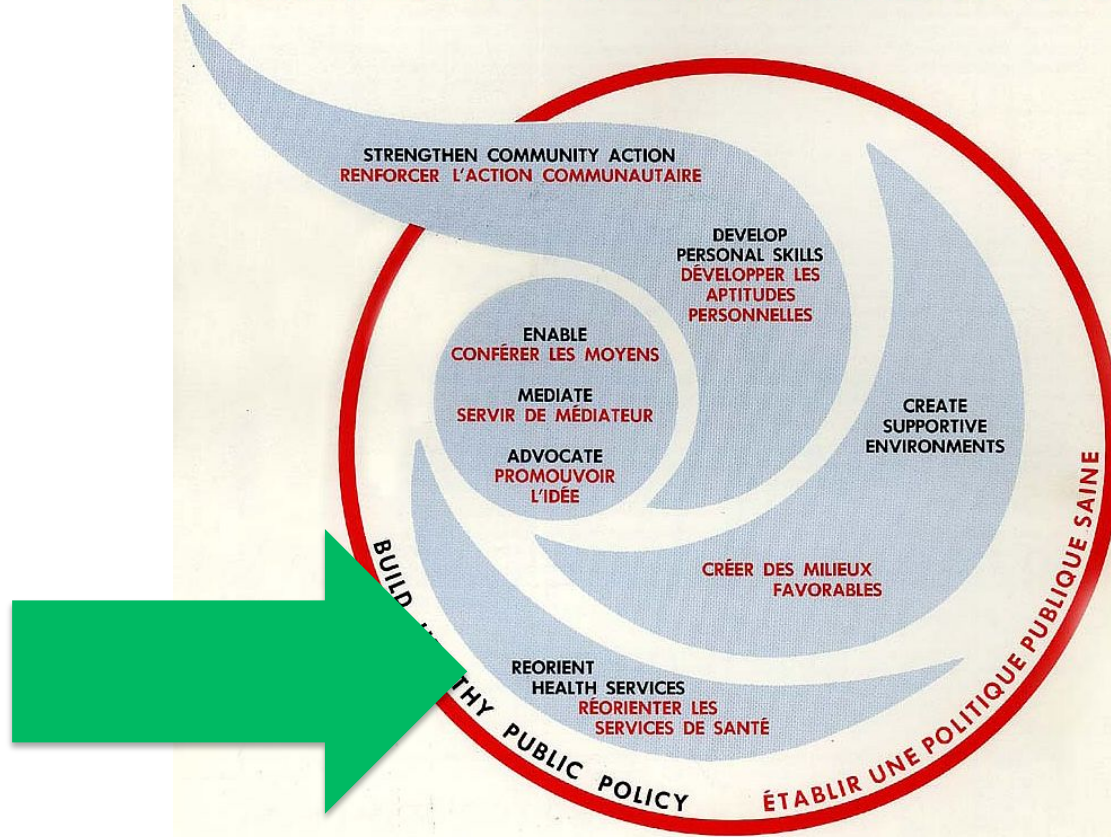 STRENGTHEN COMMUNITY ACTION
RENFORCER L'ACTION COMMUNAUTAIRE
DEVELOP
PERSONAL SKILLS
DÉVELOPPER LES
APTITUDES
PERSONNELLES
ENABLE
CONFÉRER LES MOYENS
MEDIATE
SERVIR DE MÉDIATEUR
ADVOCATE
PROMOUVOIR
L'IDÉE
CREATE
SUPPORTIVE
ENVIRONMENTS
CRÉER DES MILIEUX
FAVORABLES
REORIENT
HEALTH SERVICES
RÉORIENTER LES
SERVICES DE SANTÉ
BUILD PUBLIC POLICY
ÉTABLIR UNE POLITIQUE PUBLIQUE SAINE